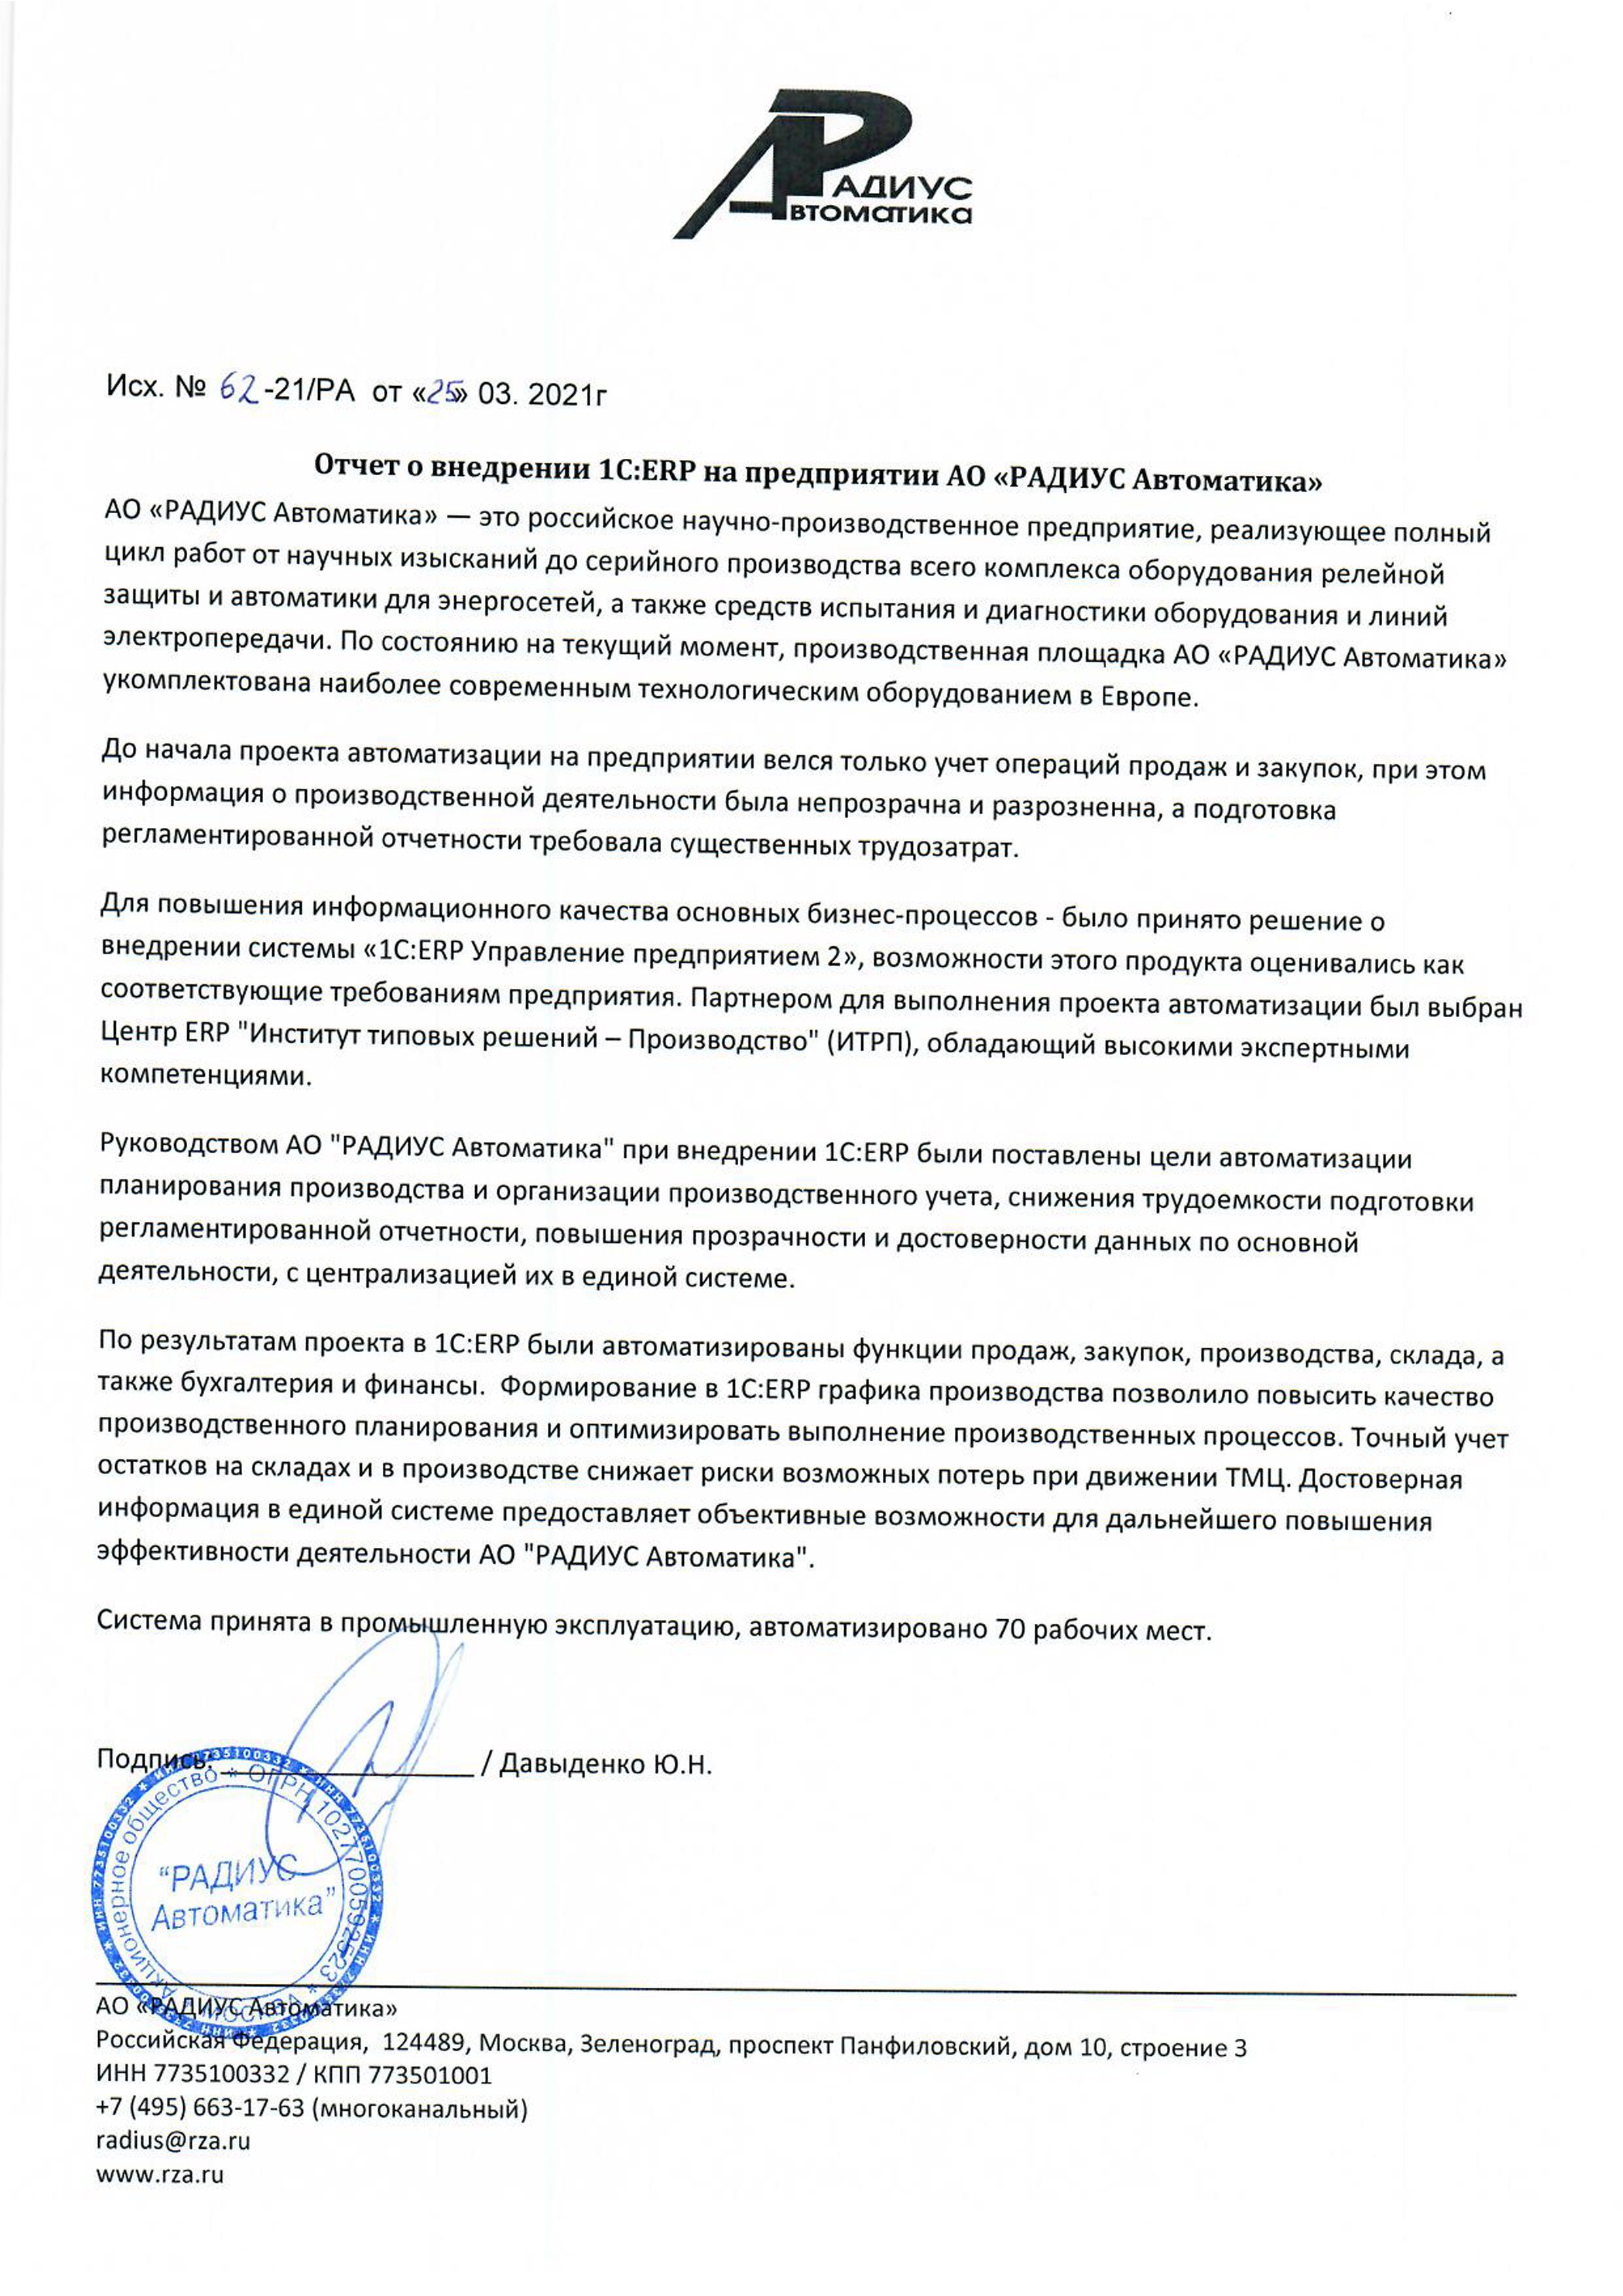 РАДИУС
Автоматика
Исх. № 62-21/РА от «25» 03. 2021г
Отчет о внедрении 1С:ERP на предприятии АО «РАДИУС Автоматика»
АО «РАДИУС Автоматика» — это российское научно-производственное предприятие, реализующее полный
цикл работ от научных изысканий до серийного производства всего комплекса оборудования релейной
защиты и автоматики для энергосетей, а также средств испытания и диагностики оборудования и линий
электропередачи. По состоянию на текущий момент, производственная площадка АО «РАДИУС Автоматика»
укомплектована наиболее современным технологическим оборудованием в Европе.
До начала проекта автоматизации на предприятии велся только учет операций продаж и закупок, при этом
информация о производственной деятельности была непрозрачна и разрозненна, а подготовка
регламентированной отчетности требовала существенных трудозатрат.
Для повышения информационного качества основных бизнес-процессов - было принято решение о
внедрении системы «1С:ERP Управление предприятием 2», возможности этого продукта оценивались как
соответствующие требованиям предприятия. Партнером для выполнения проекта автоматизации был выбран
Центр ERP "Институт типовых решений – Производство" (ИТРП), обладающий высокими экспертными
компетенциями.
Руководством АО "РАДИУС Автоматика" при внедрении 1С:ERP были поставлены цели автоматизации
планирования производства и организации производственного учета, снижения трудоемкости подготовки
регламентированной отчетности, повышения прозрачности и достоверности данных по основной
деятельности, с централизацией их в единой системе.
По результатам проекта в 1С:ERP были автоматизированы функции продаж, закупок, производства, склада, а
также бухгалтерия и финансы. Формирование в 1С:ERP графика производства позволило повысить качество
производственного планирования и оптимизировать выполнение производственных процессов. Точный учет
остатков на складах и в производстве снижает риски возможных потерь при движении ТМЦ. Достоверная
информация в единой системе предоставляет объективные возможности для дальнейшего повышения
эффективности деятельности АО "РАДИУС Автоматика".
Система принята в промышленную эксплуатацию, автоматизировано 70 рабочих мест.
Подпись: / Давыденко Ю.Н.
* ИНН 7735100332 * ИНН 7735100332 * ИНН 7735100332 * ИНН 7735100332
Акционерное общество * ОГРН 1027700592523 * МОСКВА *
“РАДИУС
Автоматика”
АО «РАДИУС Автоматика»
Российская Федерация, 124489, Москва, Зеленоград, проспект Панфиловский, дом 10, строение 3
ИНН 7735100332 / КПП 773501001
+7 (495) 663-17-63 (многоканальный)
radius@rza.ru
www.rza.ru